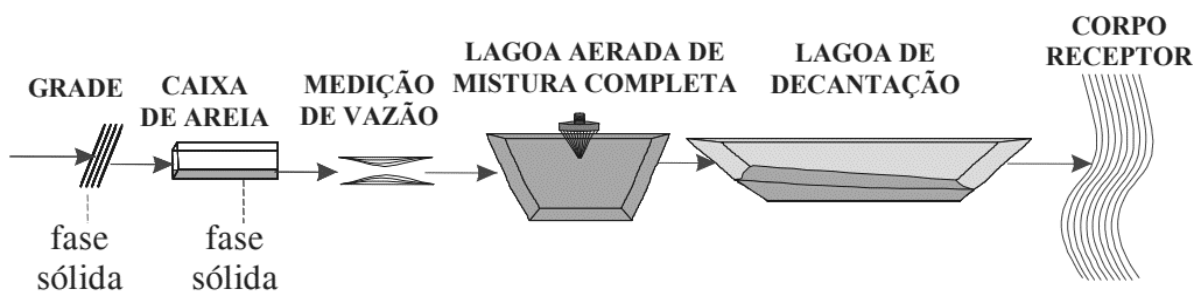 GRADE
CAIXA
DE AREIA
MEDIÇÃO
DE VAZÃO
LAGOA AERADA DE
MISTURA COMPLETA
LAGOA DE
DECANTAÇÃO
CORPO
RECEPTOR
fase
sólida
fase
sólida